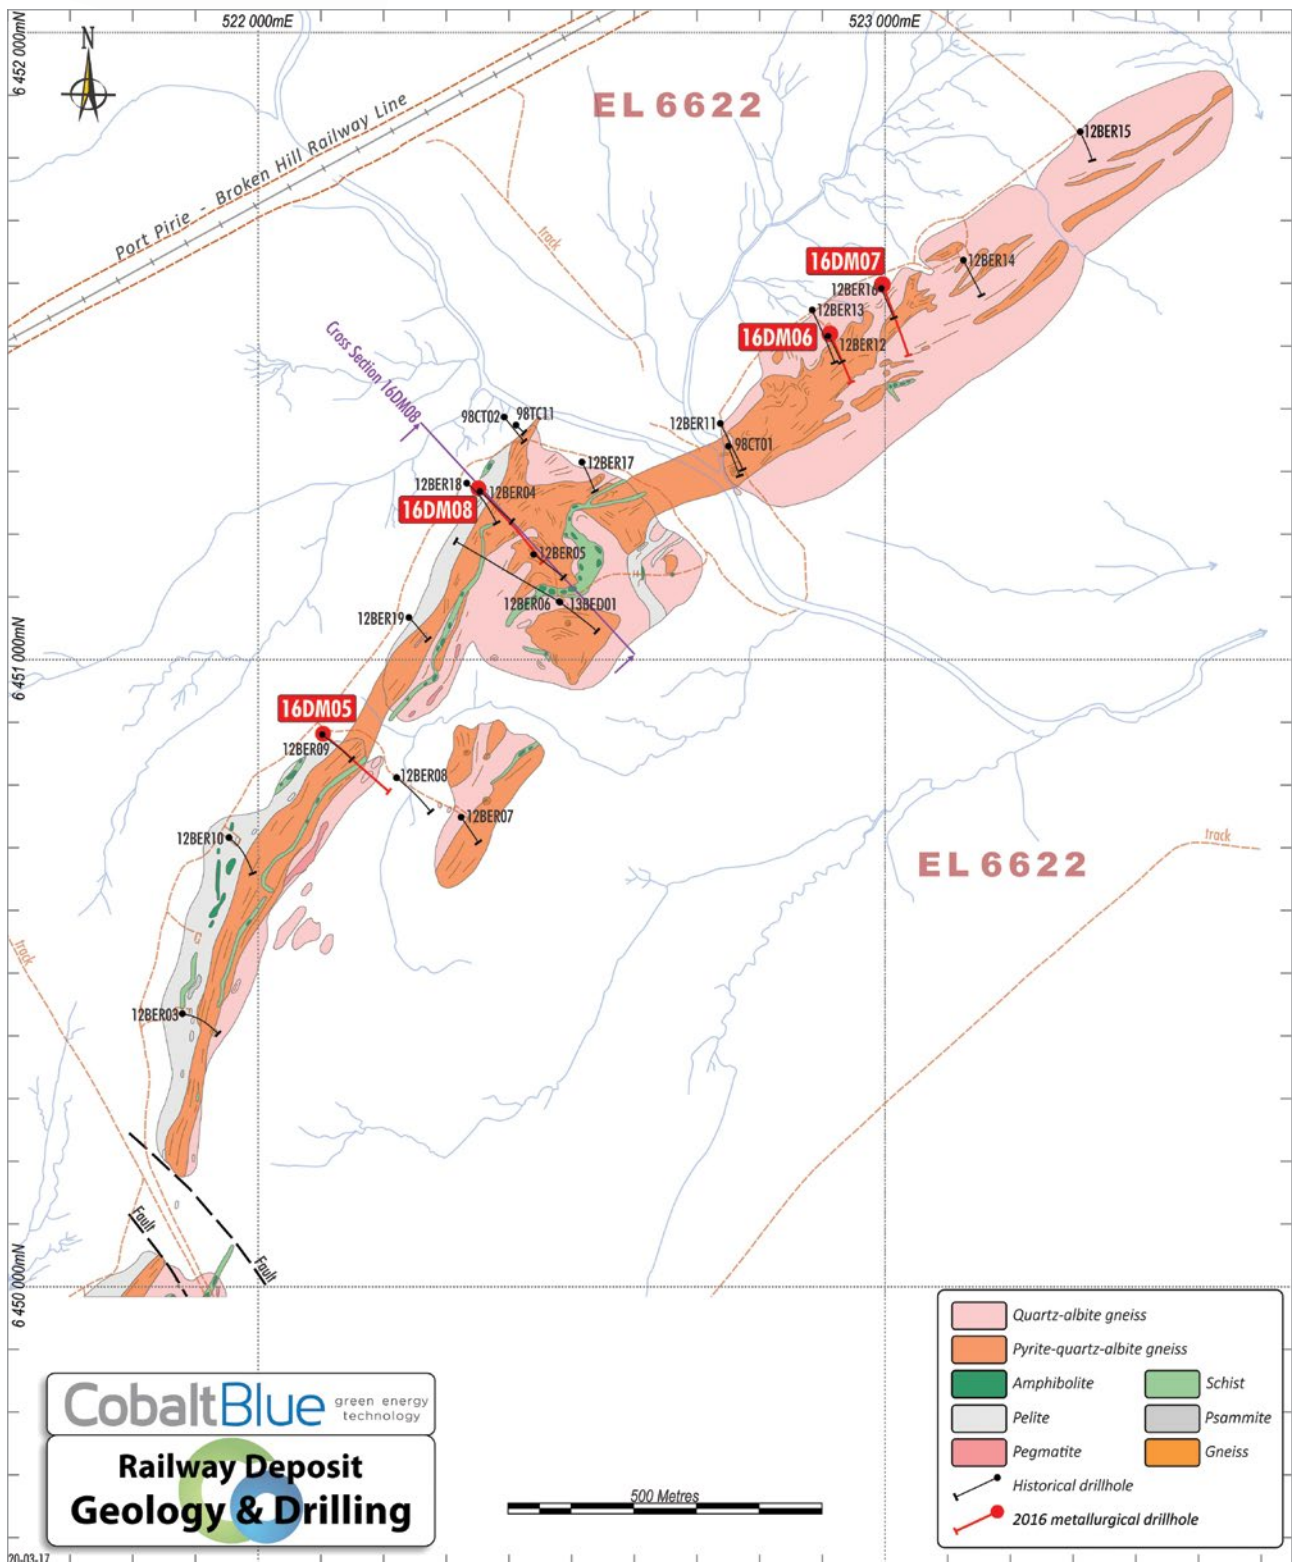 522 000mE
523 000mE
6 452 000mN
N
EL 6622
Port Pirie - Broken Hill Railway Line
track
12BER15
16DM07
12BER14
12BER16
12BER13
16DM06
12BER12
Cross Section 16DM08
98CT02
98TC11
12BER11
98CT01
12BER17
12BER18
12BER04
16DM08
12BER05
12BER06
13BED01
12BER19
6 451 000mN
16DM05
12BER09
12BER08
12BER07
12BER10
track
EL 6622
track
12BER03
Fault
Fault
6 450 000mN
Quartz-albite gneiss
Pyrite-quartz-albite gneiss
Amphibolite
Schist
Pelite
Psammite
Pegmatite
Gneiss
Historical drillhole
2016 metallurgical drillhole
CobaltBlue
green energy
technology
Railway Deposit
Geology & Drilling
500 Metres
20-03-17